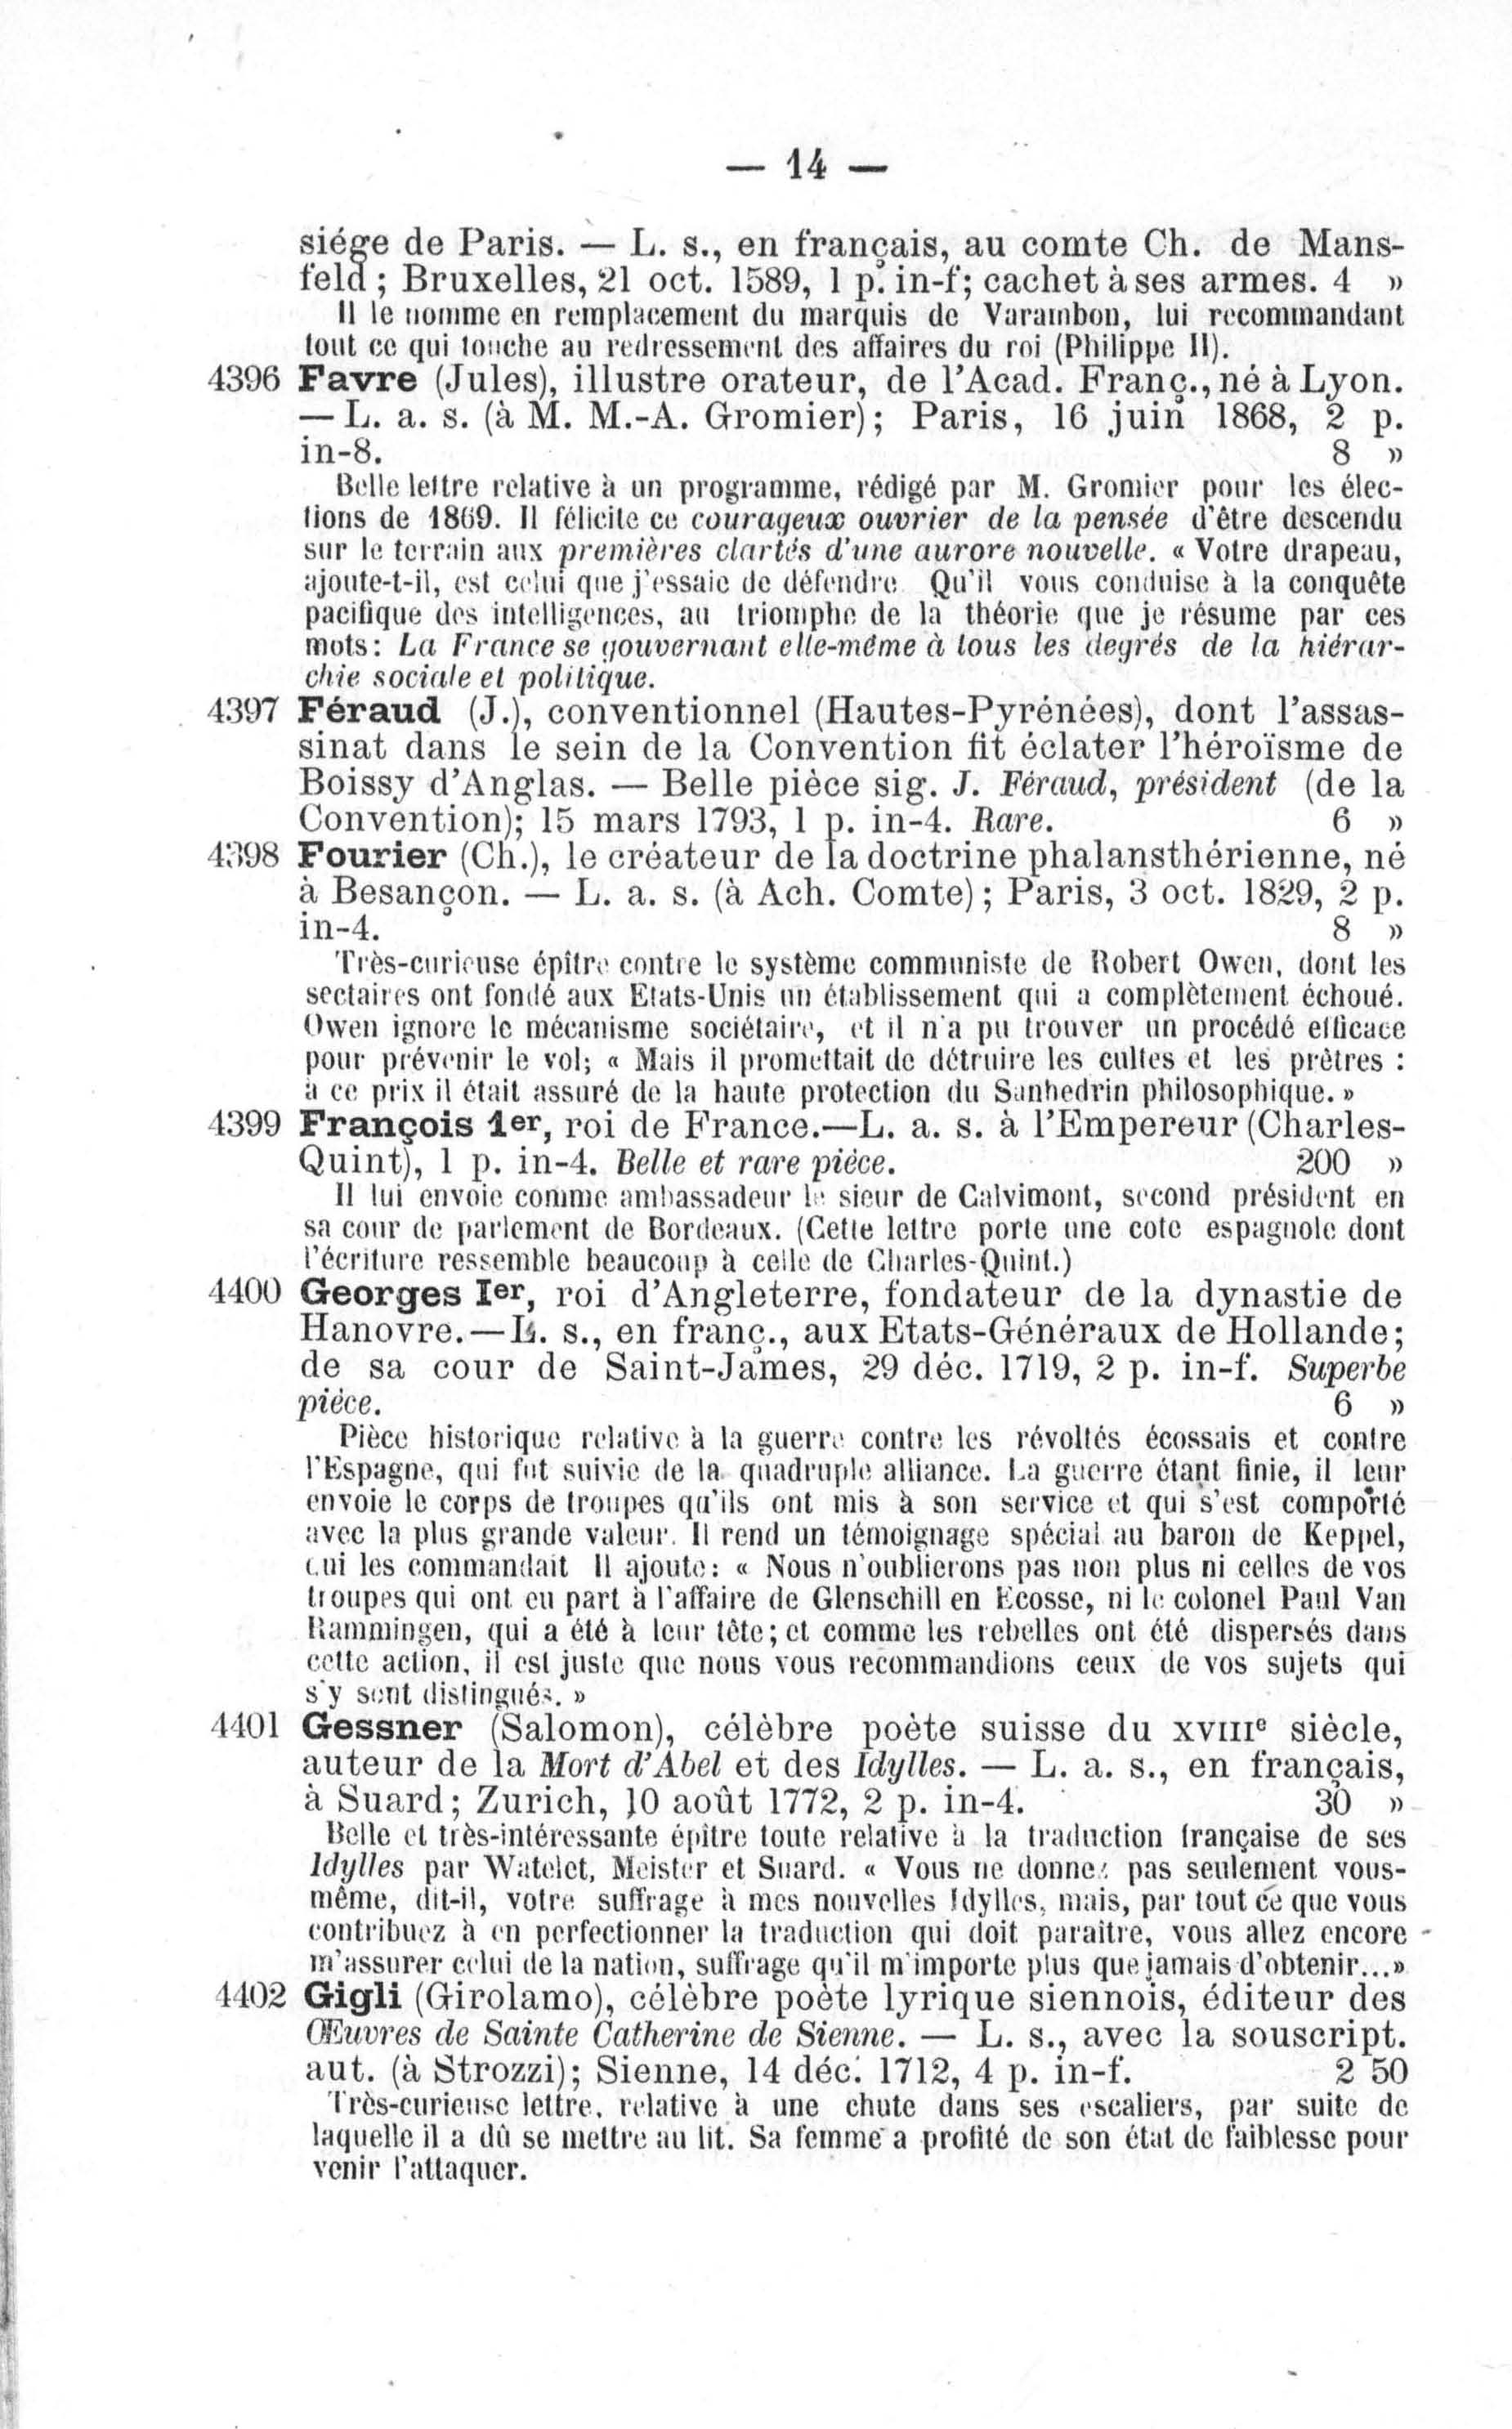 — 14 —
siége de Paris. — L. s., en français, au comte Ch. de Mans-
feld ; Bruxelles, 21 oct. 1589, 1 p. in-f; cachet à ses armes. 4 »
Il le nomme en remplacement du marquis de Varambon, lui recommandant
tout ce qui touche au redressement des affaires du roi (Philippe II).
4396 Favre (Jules), illustre orateur, de l'Acad. Franç., né à Lyon.
— L. a. s. (à M. M.-A. Gromier); Paris, 16 juin 1868, 2 p.
in-8. 8 »
Belle lettre relative à un programme, rédigé par M. Gromier pour les élec-
tions de 1869. Il félicite ce courageux ouvrier de la pensée d'être descendu
sur le terrain aux premières clartés d'une aurore nouvelle. « Votre drapeau,
ajoute-t-il, est celui que j'essaie de défendre Qu'il vous conduise à la conquête
pacifique des intelligences, au triomphe de la théorie que je résume par ces
mots: La France se gouvernant elle-même à tous les degrés de la hiérar-
chie sociale et politique.
4397 Féraud (J.), conventionnel (Hautes-Pyrénées), dont l'assas-
sinat dans le sein de la Convention fit éclater l'héroïsme de
Boissy d'Anglas. — Belle pièce sig. J. Féraud, président (de la
Convention); 15 mars 1793, 1 p. in-4. Rare. 6 »
4398 Fourier (Ch.), le créateur de la doctrine phalansthérienne, né
à Besançon. — L. a. s. (à Ach. Comte); Paris, 3 oct. 1829, 2 p.
in-4. 8 »
Très-curieuse épître contre le système communiste de Robert Owen, dont les
sectaires ont fondé aux Etats-Unis un établissement qui a complètement échoué.
Owen ignore le mécanisme sociétaire, et il n'a pu trouver un procédé efficace
pour prévenir le vol; « Mais il promettait de détruire les cultes et les prêtres :
à ce prix il était assuré de la haute protection du Sanhedrin philosophique. »
4399 François 1er, roi de France.—L. a. s. à l'Empereur (Charles-
Quint), 1 p. in-4. Belle et rare pièce. 200 »
Il lui envoie comme ambassadeur le sieur de Calvimont, second président en
sa cour de parlement de Bordeaux. (Cette lettre porte une cote espagnole dont
l'écriture ressemble beaucoup à celle de Charles-Quint.)
4400 Georges Ier, roi d'Angleterre, fondateur de la dynastie de
Hanovre.—L. s., en franç., aux Etats-Généraux de Hollande;
de sa cour de Saint-James, 29 déc. 1719, 2 p. in-f. Superbe
pièce. 6 »
Pièce historique relative à la guerre contre les révoltés écossais et contre
l'Espagne, qui fut suivie de la quadruple alliance. La guerre étant finie, il leur
envoie le corps de troupes qu'ils ont mis à son service et qui s'est comporté
avec la plus grande valeur. Il rend un témoignage spécial au baron de Keppel,
qui les commandait Il ajoute: « Nous n'oublierons pas non plus ni celles de vos
troupes qui ont eu part à l'affaire de Glenschill en Ecosse, ni le colonel Paul Van
Rammingen, qui a été à leur tête; et comme les rebelles ont été dispersés dans
cette action, il est juste que nous vous recommandions ceux de vos sujets qui
s'y sont distingués. »
4401 Gessner (Salomon), célèbre poète suisse du XVIIIe siècle,
auteur de la Mort d'Abel et des Idylles. — L. a. s., en français,
à Suard; Zurich, 10 août 1772, 2 p. in-4. 30 »
Belle et très-intéressante épître toute relative à la traduction française de ses
Idylles par Watelet, Meister et Suard. « Vous ne donnez pas seulement vous-
même, dit-il, votre suffrage à mes nouvelles Idylles, mais, par tout ce que vous
contribuez à en perfectionner la traduction qui doit paraître, vous allez encore
m'assurer celui de la nation, suffrage qu'il m'importe plus que jamais d'obtenir...»
4402 Gigli (Girolamo), célèbre poète lyrique siennois, éditeur des
Œuvres de Sainte Catherine de Sienne. — L. s., avec la souscript.
aut. (à Strozzi); Sienne, 14 déc. 1712, 4 p. in-f. 2 50
Très-curieuse lettre, relative à une chute dans ses escaliers, par suite de
laquelle il a dû se mettre au lit. Sa femme a profité de son état de faiblesse pour
venir l'attaquer.